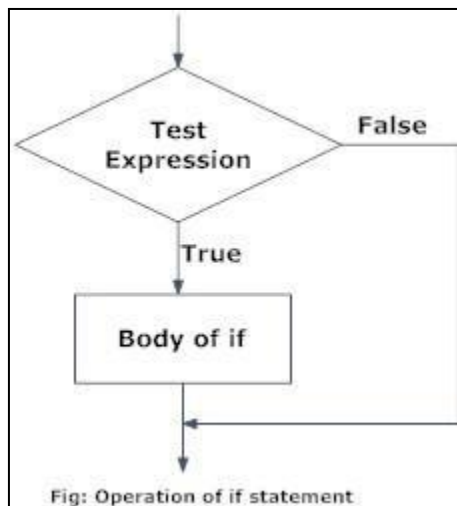 Test
Expression
False
True
Body of if
Fig: Operation of if statement